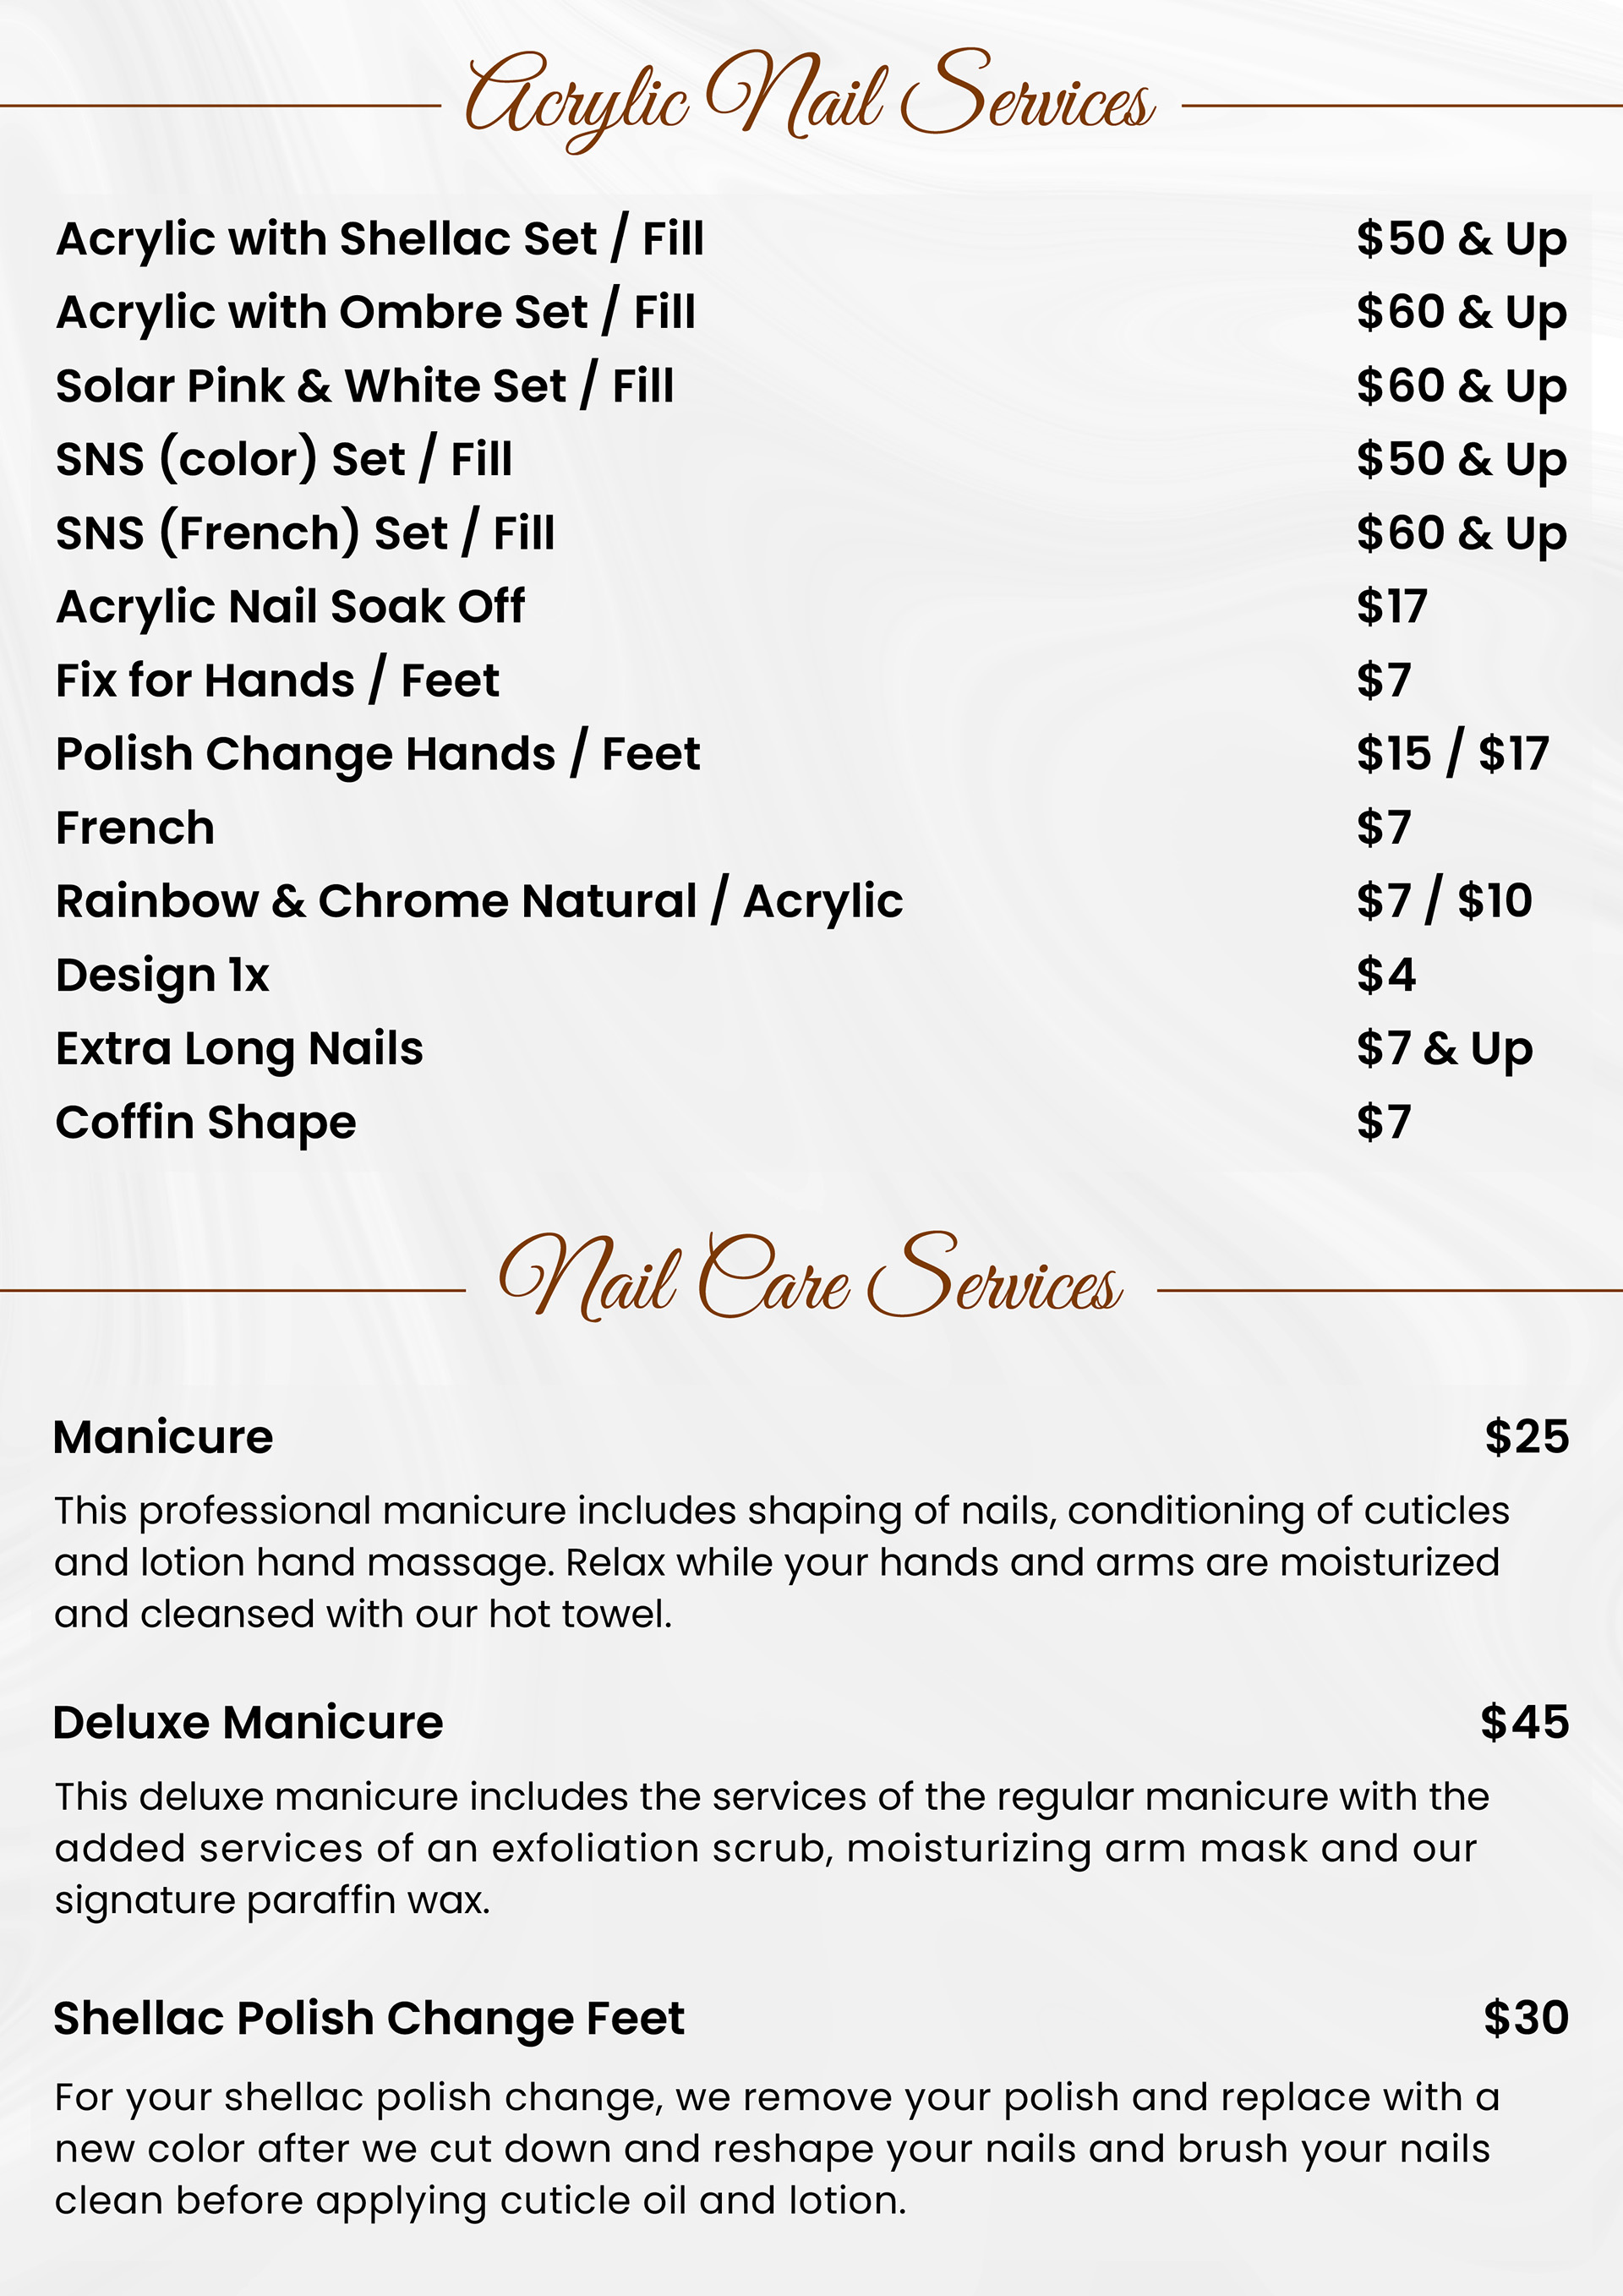 Acrylic Nail Services
Acrylic with Shellac Set / Fill $50 & Up
Acrylic with Ombre Set / Fill $60 & Up
Solar Pink & White Set / Fill $60 & Up
SNS (color) Set / Fill $50 & Up
SNS (French) Set / Fill $60 & Up
Acrylic Nail Soak Off $17
Fix for Hands / Feet $7
Polish Change Hands / Feet $15 / $17
French $7
Rainbow & Chrome Natural / Acrylic $7 / $10
Design 1x $4
Extra Long Nails $7 & Up
Coffin Shape $7
Nail Care Services
Manicure $25
This professional manicure includes shaping of nails, conditioning of cuticles
and lotion hand massage. Relax while your hands and arms are moisturized
and cleansed with our hot towel.
Deluxe Manicure $45
This deluxe manicure includes the services of the regular manicure with the
added services of an exfoliation scrub, moisturizing arm mask and our
signature paraffin wax.
Shellac Polish Change Feet $30
For your shellac polish change, we remove your polish and replace with a
new color after we cut down and reshape your nails and brush your nails
clean before applying cuticle oil and lotion.